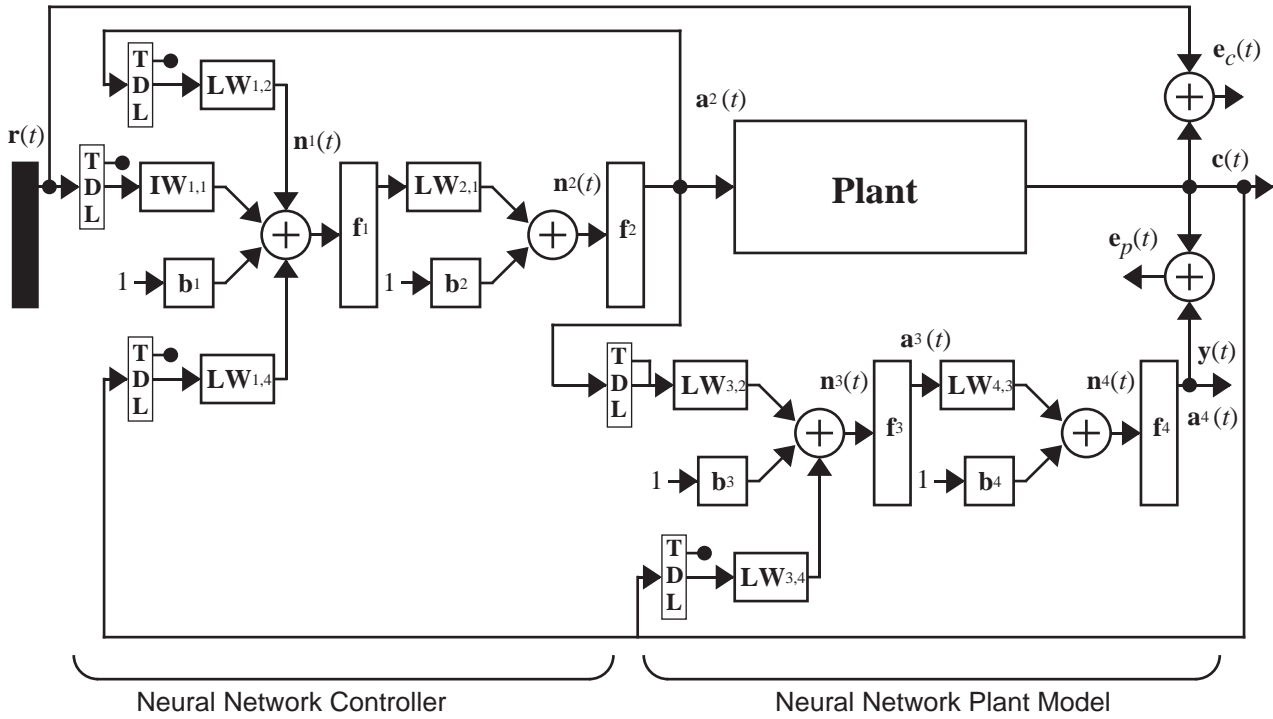 r(t)
T
D
L
LW1,2
T
D
L
IW1,1
1
b1
T
D
L
LW1,4
n1(t)
f1
LW2,1
1
b2
n2(t)
f2
a2(t)
Plant
ec(t)
c(t)
ep(t)
y(t)
a4(t)
T
D
L
LW3,2
1
b3
T
D
L
LW3,4
n3(t)
f3
a3(t)
LW4,3
1
b4
n4(t)
f4
Neural Network Controller
Neural Network Plant Model